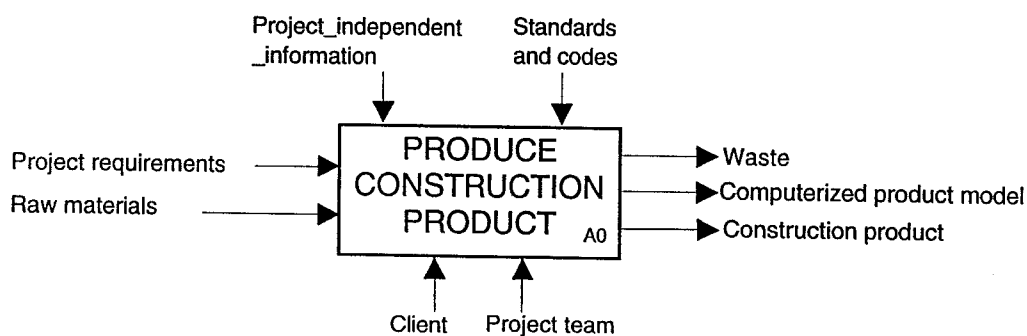 Project_independent
_information
Standards
and codes
Project requirements
Raw materials
PRODUCE
CONSTRUCTION
PRODUCT
A0
Waste
Computerized product model
Construction product
Client
Project team